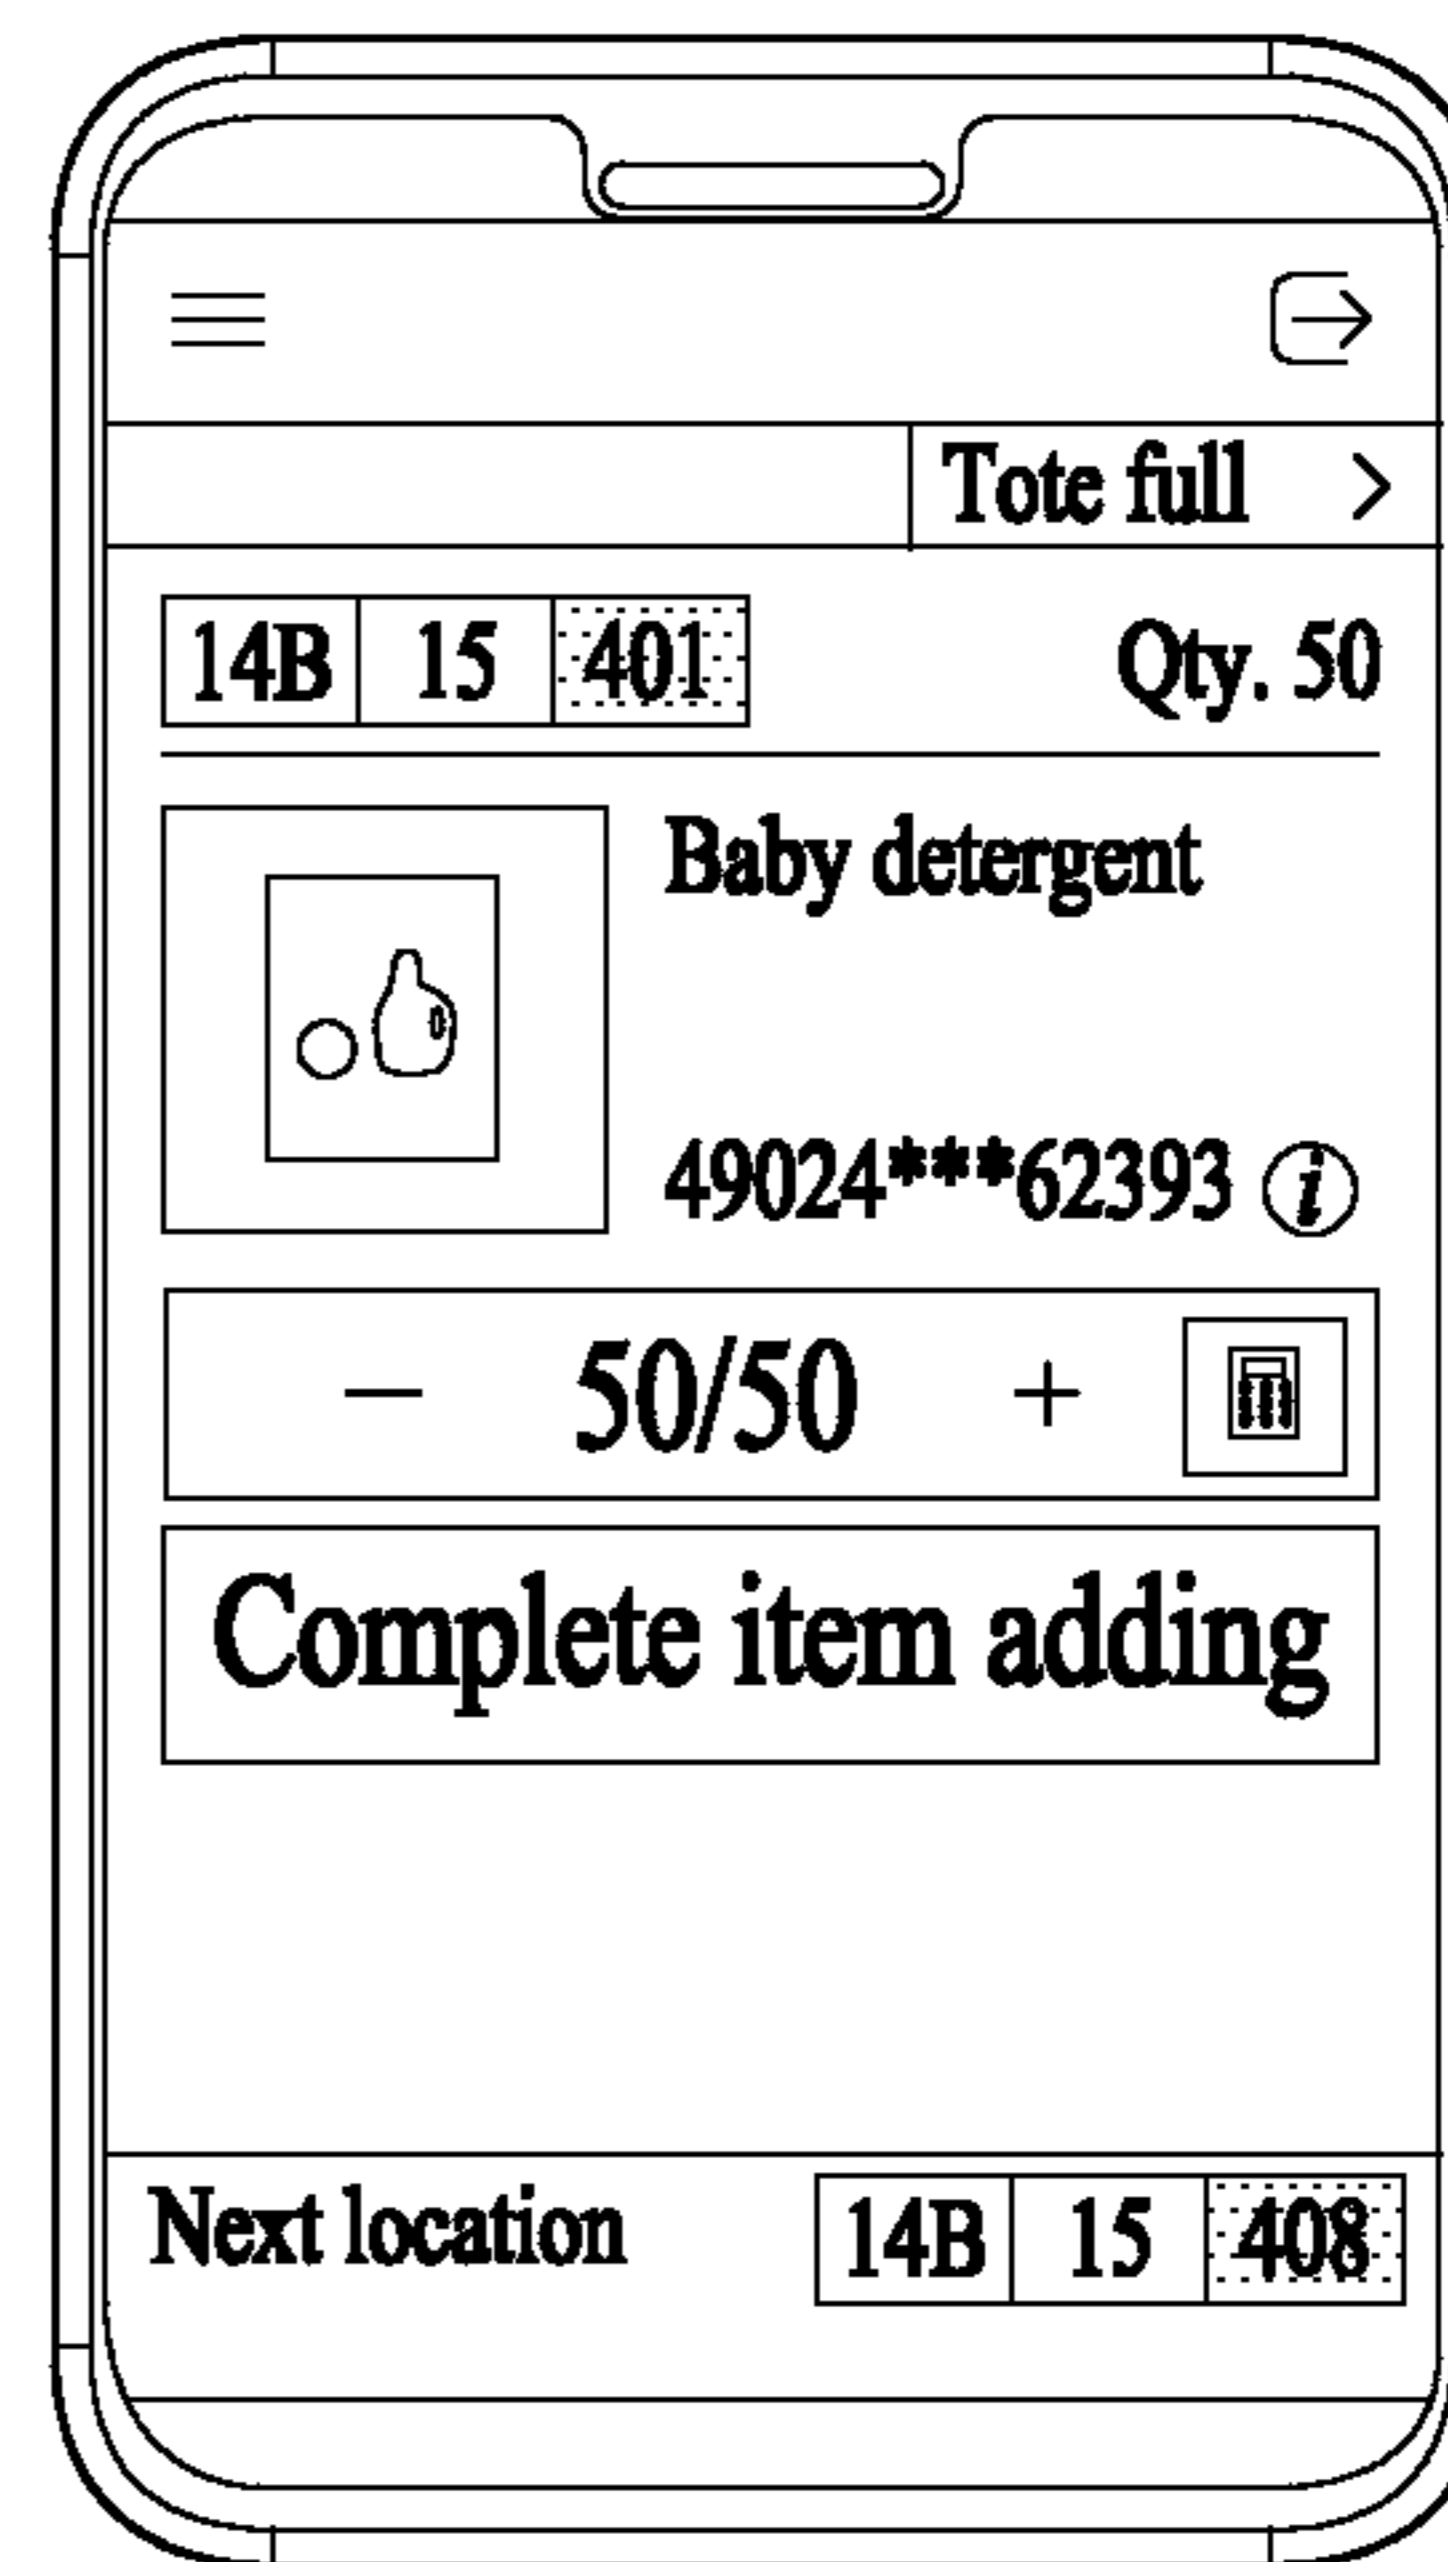 Tote full >
14B 15 401 Qty. 50
Baby detergent
49024***62393 i
− 50/50 +
Complete item adding
Next location 14B 15 408